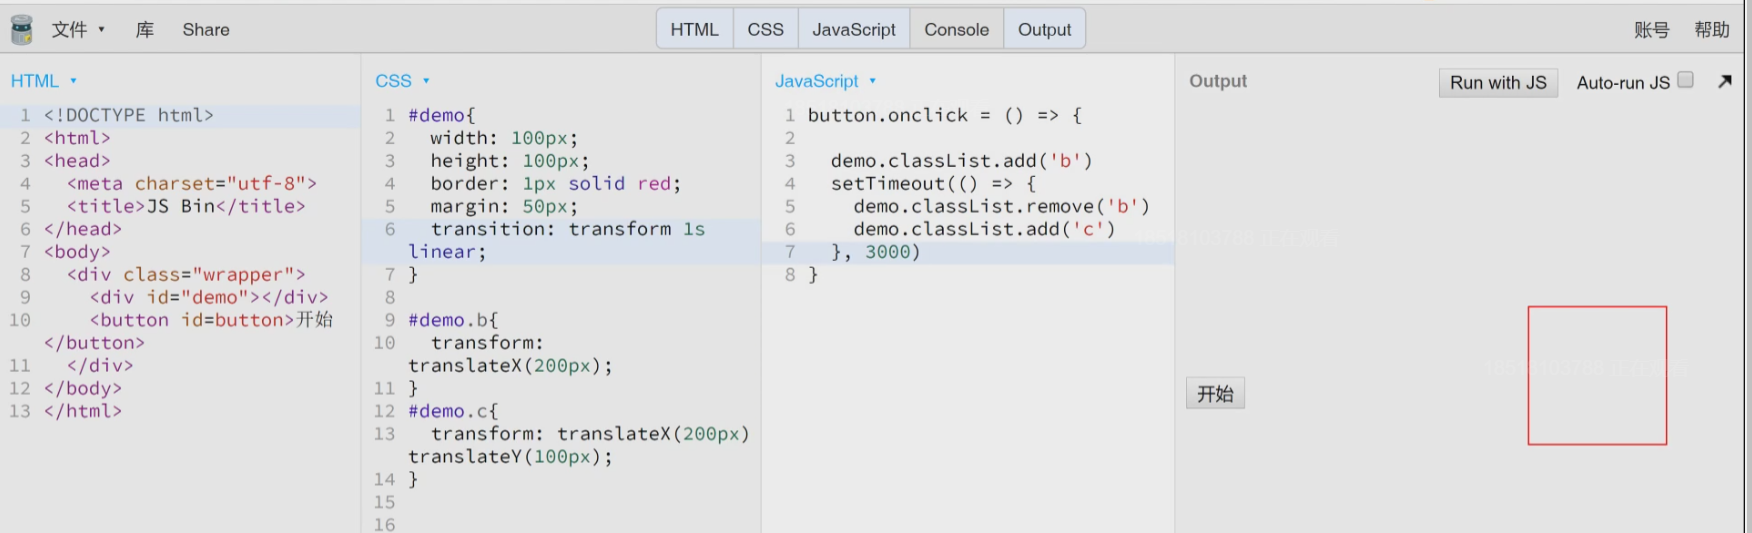 文件 ▾ 库 Share HTML CSS JavaScript Console Output 账号 帮助
HTML ▾
1 <!DOCTYPE html>
2 <html>
3 <head>
4 <meta charset="utf-8">
5 <title>JS Bin</title>
6 </head>
7 <body>
8 <div class="wrapper">
9 <div id="demo"></div>
10 <button id=button>开始
</button>
11 </div>
12 </body>
13 </html>
CSS ▾
1 #demo{
2 width: 100px;
3 height: 100px;
4 border: 1px solid red;
5 margin: 50px;
6 transition: transform 1s
linear;
7 }
8
9 #demo.b{
10 transform:
translateX(200px);
11 }
12 #demo.c{
13 transform: translateX(200px)
translateY(100px);
14 }
15
16
JavaScript ▾
1 button.onclick = () => {
2
3 demo.classList.add('b')
4 setTimeout(() => {
5 demo.classList.remove('b')
6 demo.classList.add('c')
7 }, 3000)
8 }
Output Run with JS Auto-run JS
开始